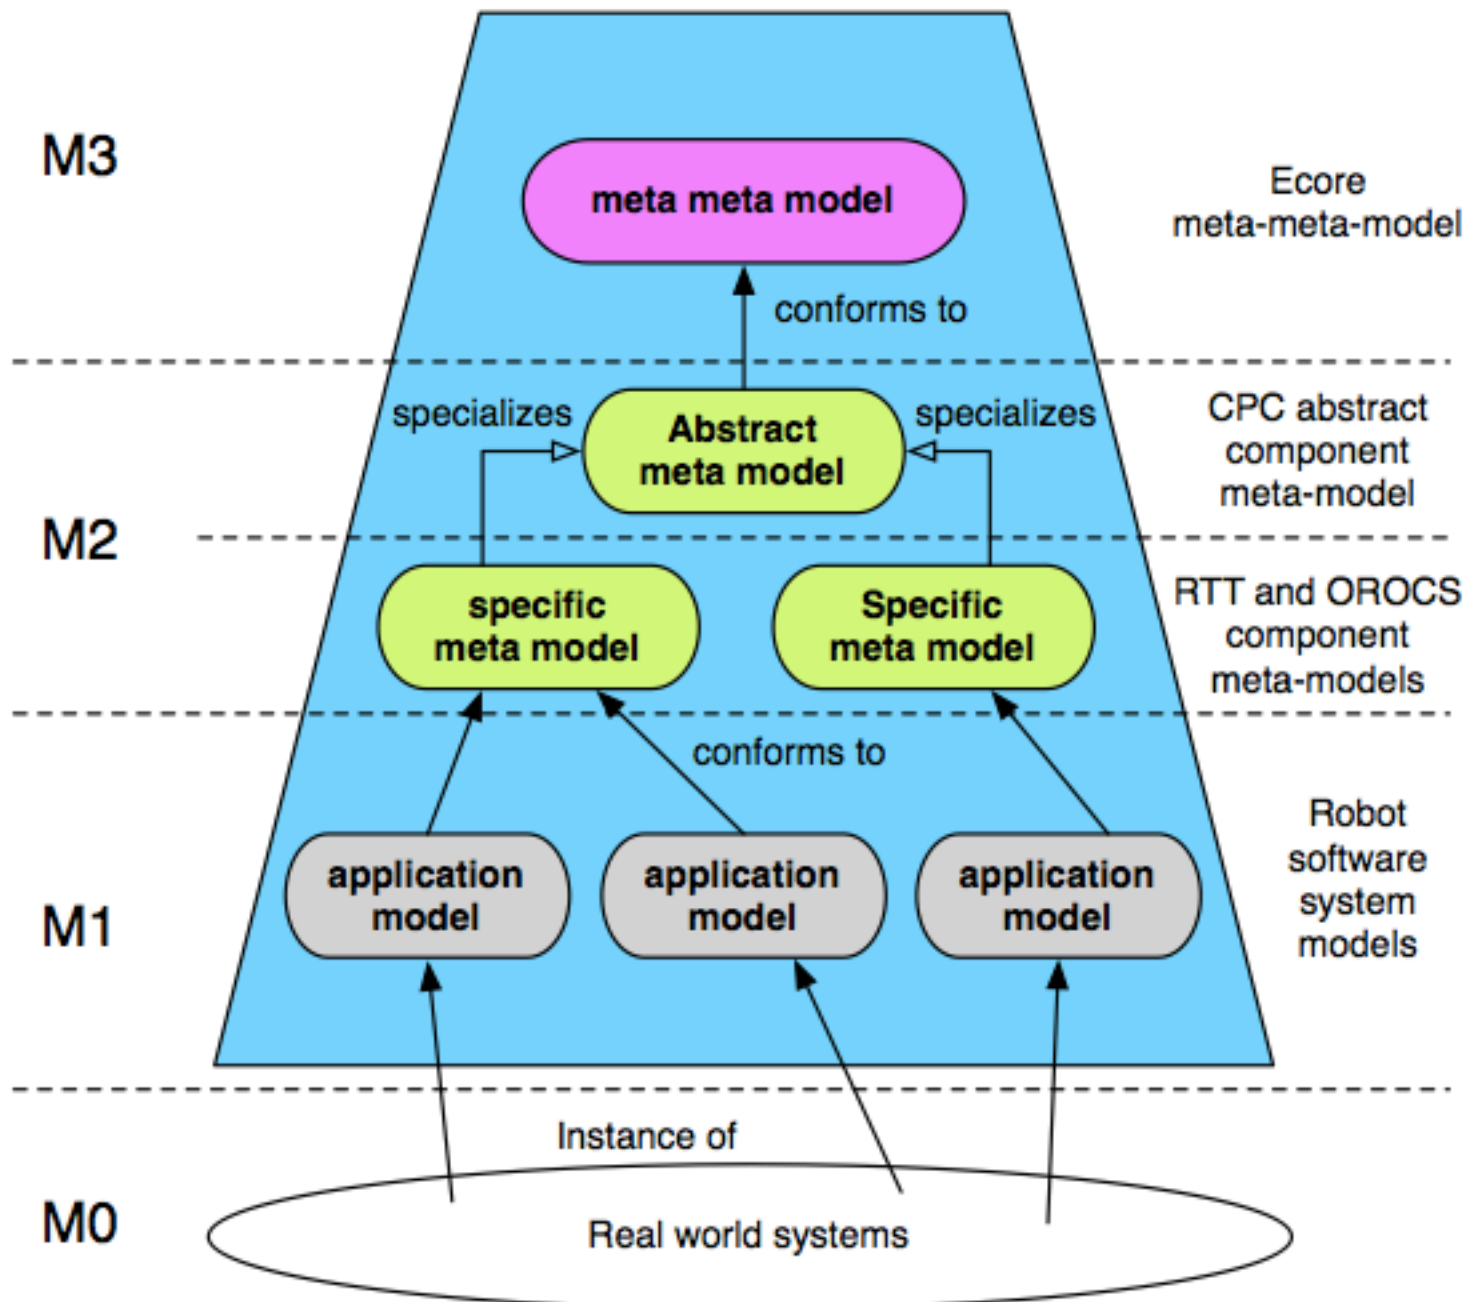 M3
meta meta model
Ecore
meta-meta-model
conforms to
specializes
Abstract
meta model
specializes
CPC abstract
component
meta-model
M2
specific
meta model
Specific
meta model
RTT and OROCS
component
meta-models
conforms to
M1
application
model
application
model
application
model
Robot
software
system
models
Instance of
M0
Real world systems